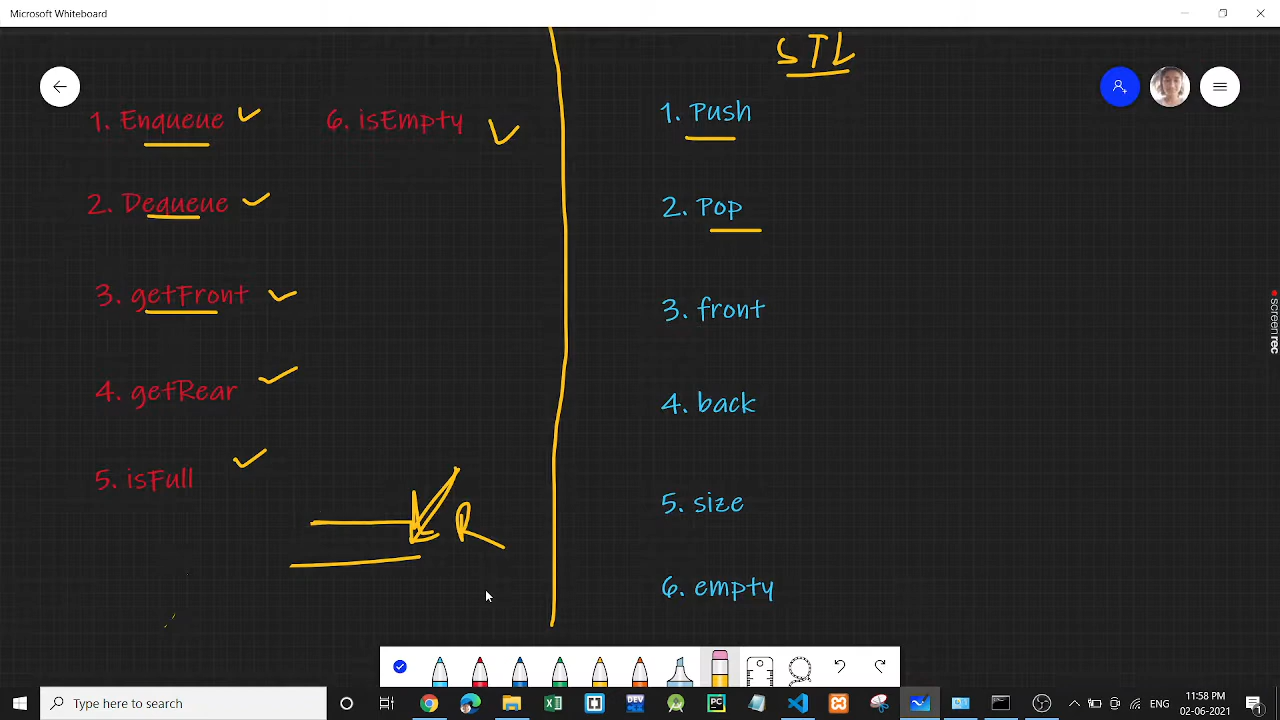 Microsoft Whiteboard
STL
1. Enqueue
6. isEmpty
2. Dequeue
3. getFront
4. getRear
5. isFull
R
1. Push
2. Pop
3. front
4. back
5. size
6. empty
screenrec
Type here to search
ENG
11:58 PM
02-06-2021